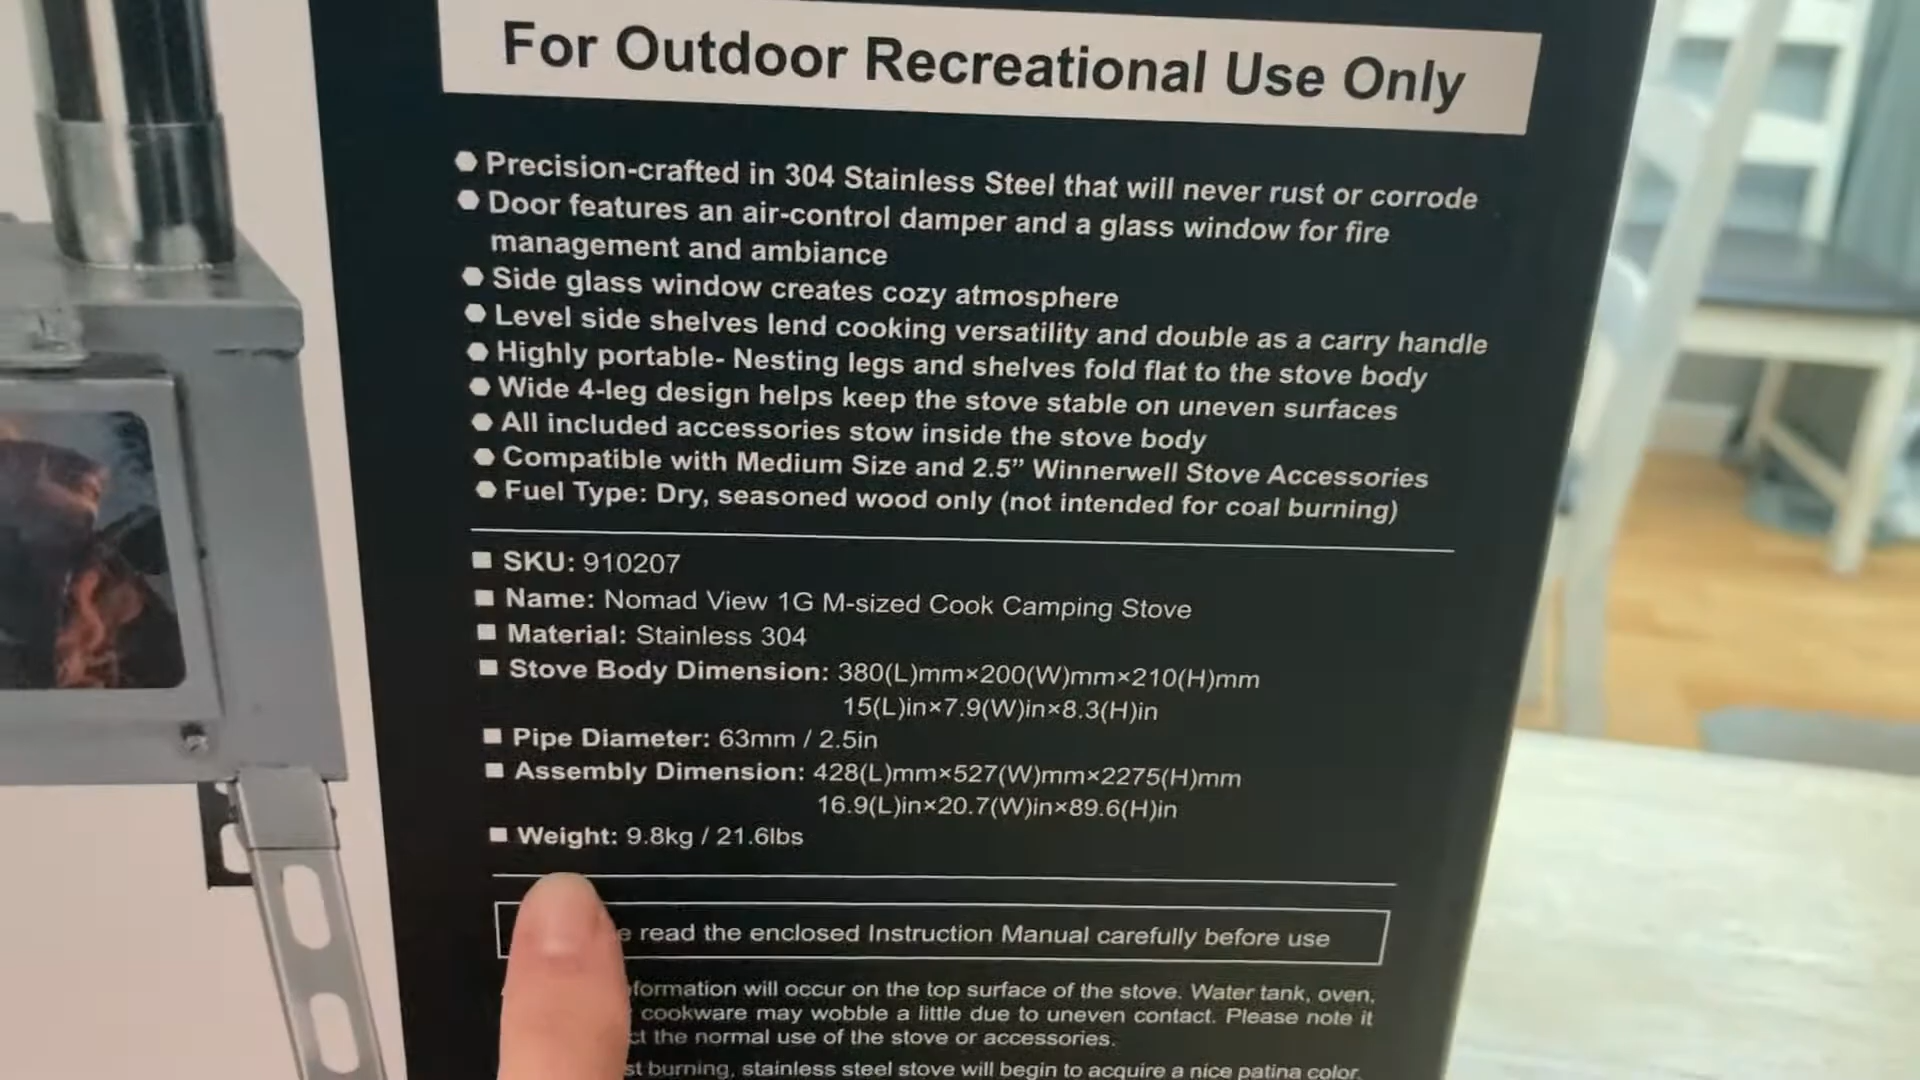 For Outdoor Recreational Use Only
Precision-crafted in 304 Stainless Steel that will never rust or corrode
Door features an air-control damper and a glass window for fire
management and ambiance
Side glass window creates cozy atmosphere
Level side shelves lend cooking versatility and double as a carry handle
Highly portable- Nesting legs and shelves fold flat to the stove body
Wide 4-leg design helps keep the stove stable on uneven surfaces
All included accessories stow inside the stove body
Compatible with Medium Size and 2.5” Winnerwell Stove Accessories
Fuel Type: Dry, seasoned wood only (not intended for coal burning)
SKU: 910207
Name: Nomad View 1G M-sized Cook Camping Stove
Material: Stainless 304
Stove Body Dimension: 380(L)mm×200(W)mm×210(H)mm
15(L)in×7.9(W)in×8.3(H)in
Pipe Diameter: 63mm / 2.5in
Assembly Dimension: 428(L)mm×527(W)mm×2275(H)mm
16.9(L)in×20.7(W)in×89.6(H)in
Weight: 9.8kg / 21.6lbs
read the enclosed Instruction Manual carefully before use
will occur on the top surface of the stove. Water tank, oven,
cookware may wobble a little due to uneven contact. Please note it
the normal use of the stove or accessories.
burning, stainless steel stove will begin to acquire a nice patina color.